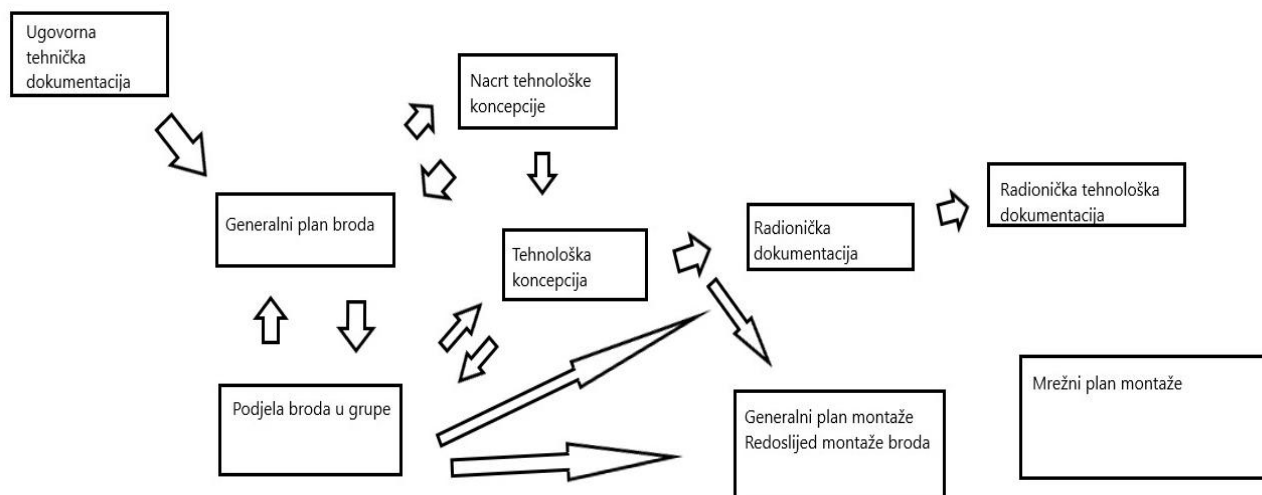 Ugovorna
tehnička
dokumentacija
Nacrt tehnološke
koncepcije
Generalni plan broda
Tehnološka
koncepcija
Radionička
dokumentacija
Radionička tehnološka
dokumentacija
Podjela broda u grupe
Generalni plan montaže
Redoslijed montaže broda
Mrežni plan montaže